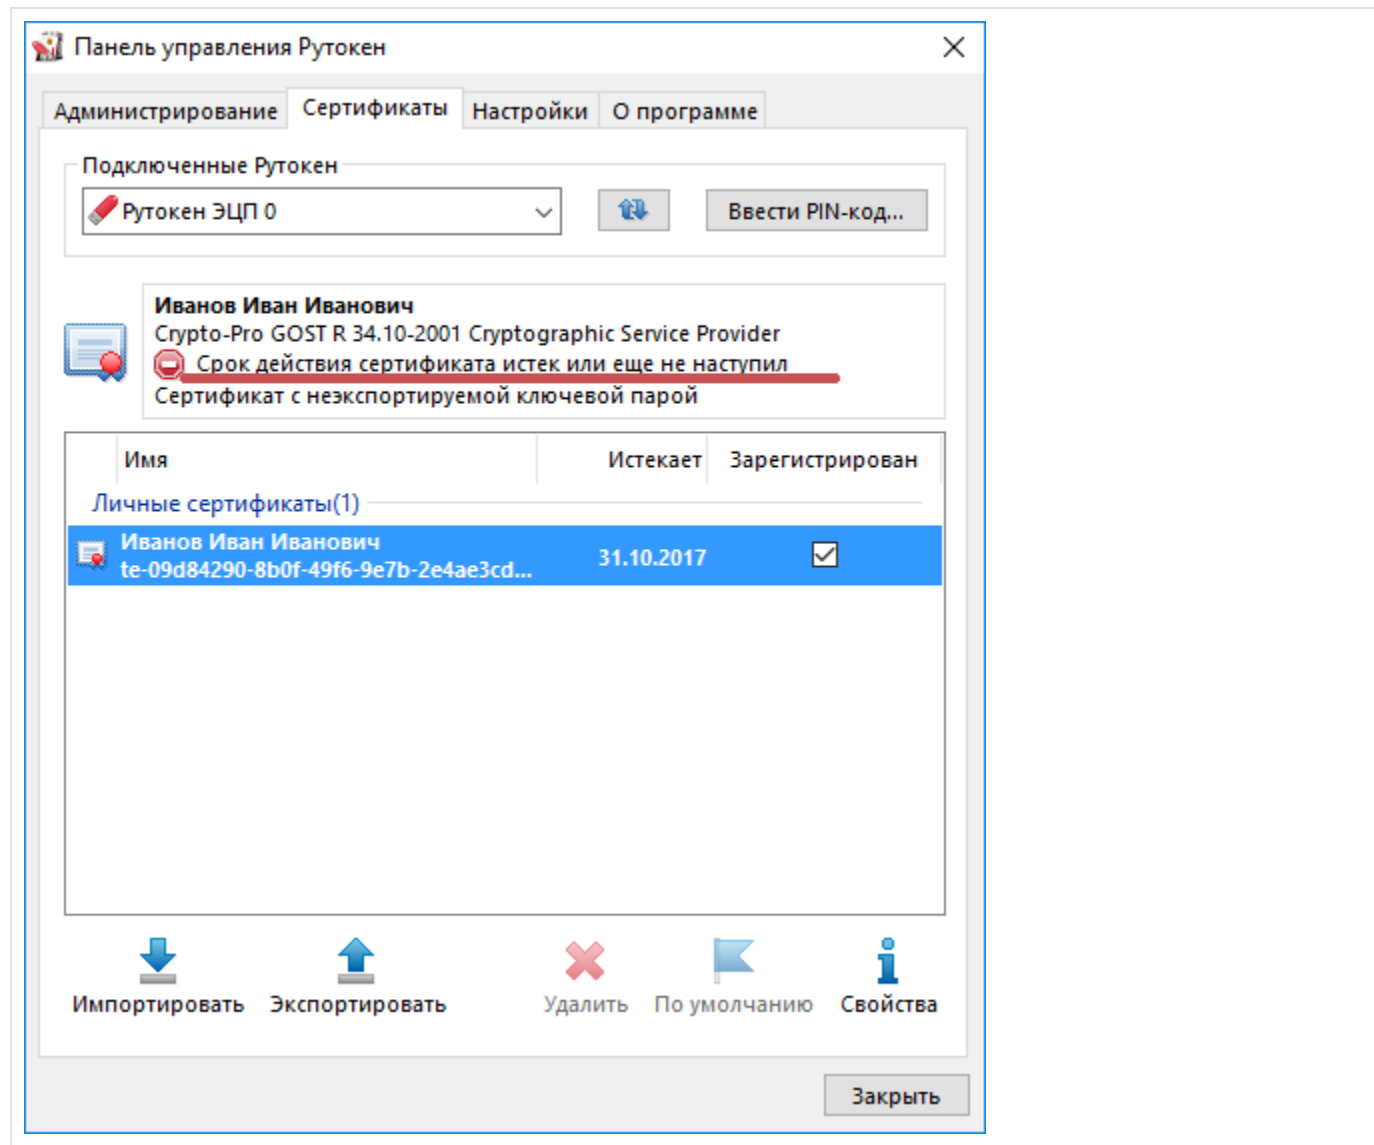 Панель управления Рутокен
Администрирование Сертификаты Настройки О программе
Подключенные Рутокен
Рутокен ЭЦП 0 Ввести PIN-код...
Иванов Иван Иванович
Crypto-Pro GOST R 34.10-2001 Cryptographic Service Provider
Срок действия сертификата истек или еще не наступил
Сертификат с неэкспортируемой ключевой парой
Имя Истекает Зарегистрирован
Личные сертификаты(1)
Иванов Иван Иванович
te-09d84290-8b0f-49f6-9e7b-2e4ae3cd... 31.10.2017
Импортировать Экспортировать Удалить По умолчанию Свойства
Закрыть